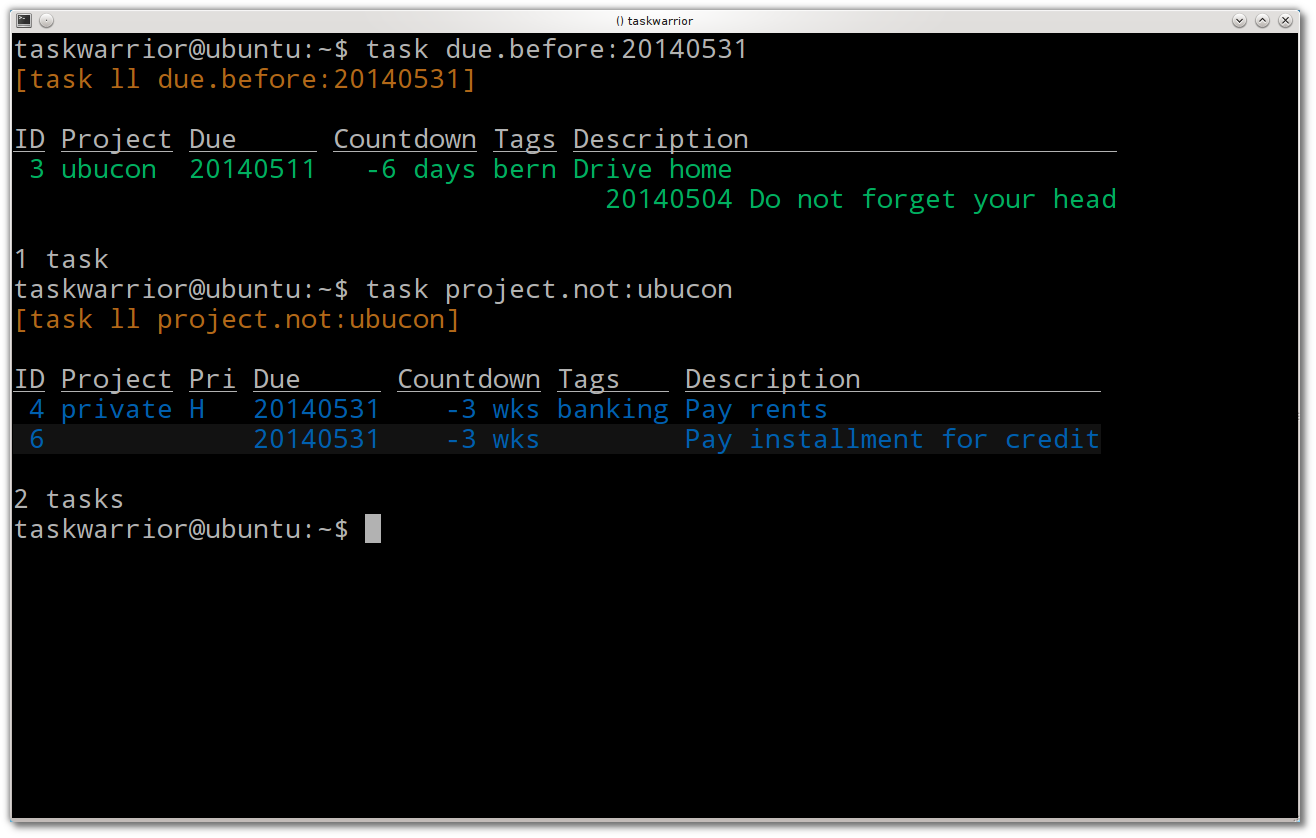 () taskwarrior
taskwarrior@ubuntu:~$ task due.before:20140531
[task ll due.before:20140531]
ID Project Due Countdown Tags Description
3 ubucon 20140511 -6 days bern Drive home
20140504 Do not forget your head
1 task
taskwarrior@ubuntu:~$ task project.not:ubucon
[task ll project.not:ubucon]
ID Project Pri Due Countdown Tags Description
4 private H 20140531 -3 wks banking Pay rents
6 20140531 -3 wks Pay installment for credit
2 tasks
taskwarrior@ubuntu:~$